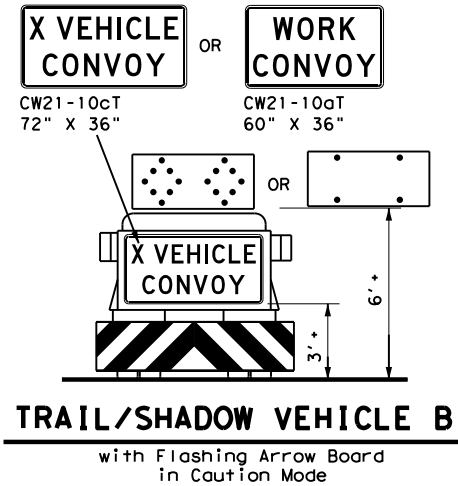 X VEHICLE
CONVOY
OR
WORK
CONVOY
CW21-10cT
72" X 36"
CW21-10aT
60" X 36"
OR
X VEHICLE
CONVOY
3' +
6' +
TRAIL/SHADOW VEHICLE B
with Flashing Arrow Board
in Caution Mode